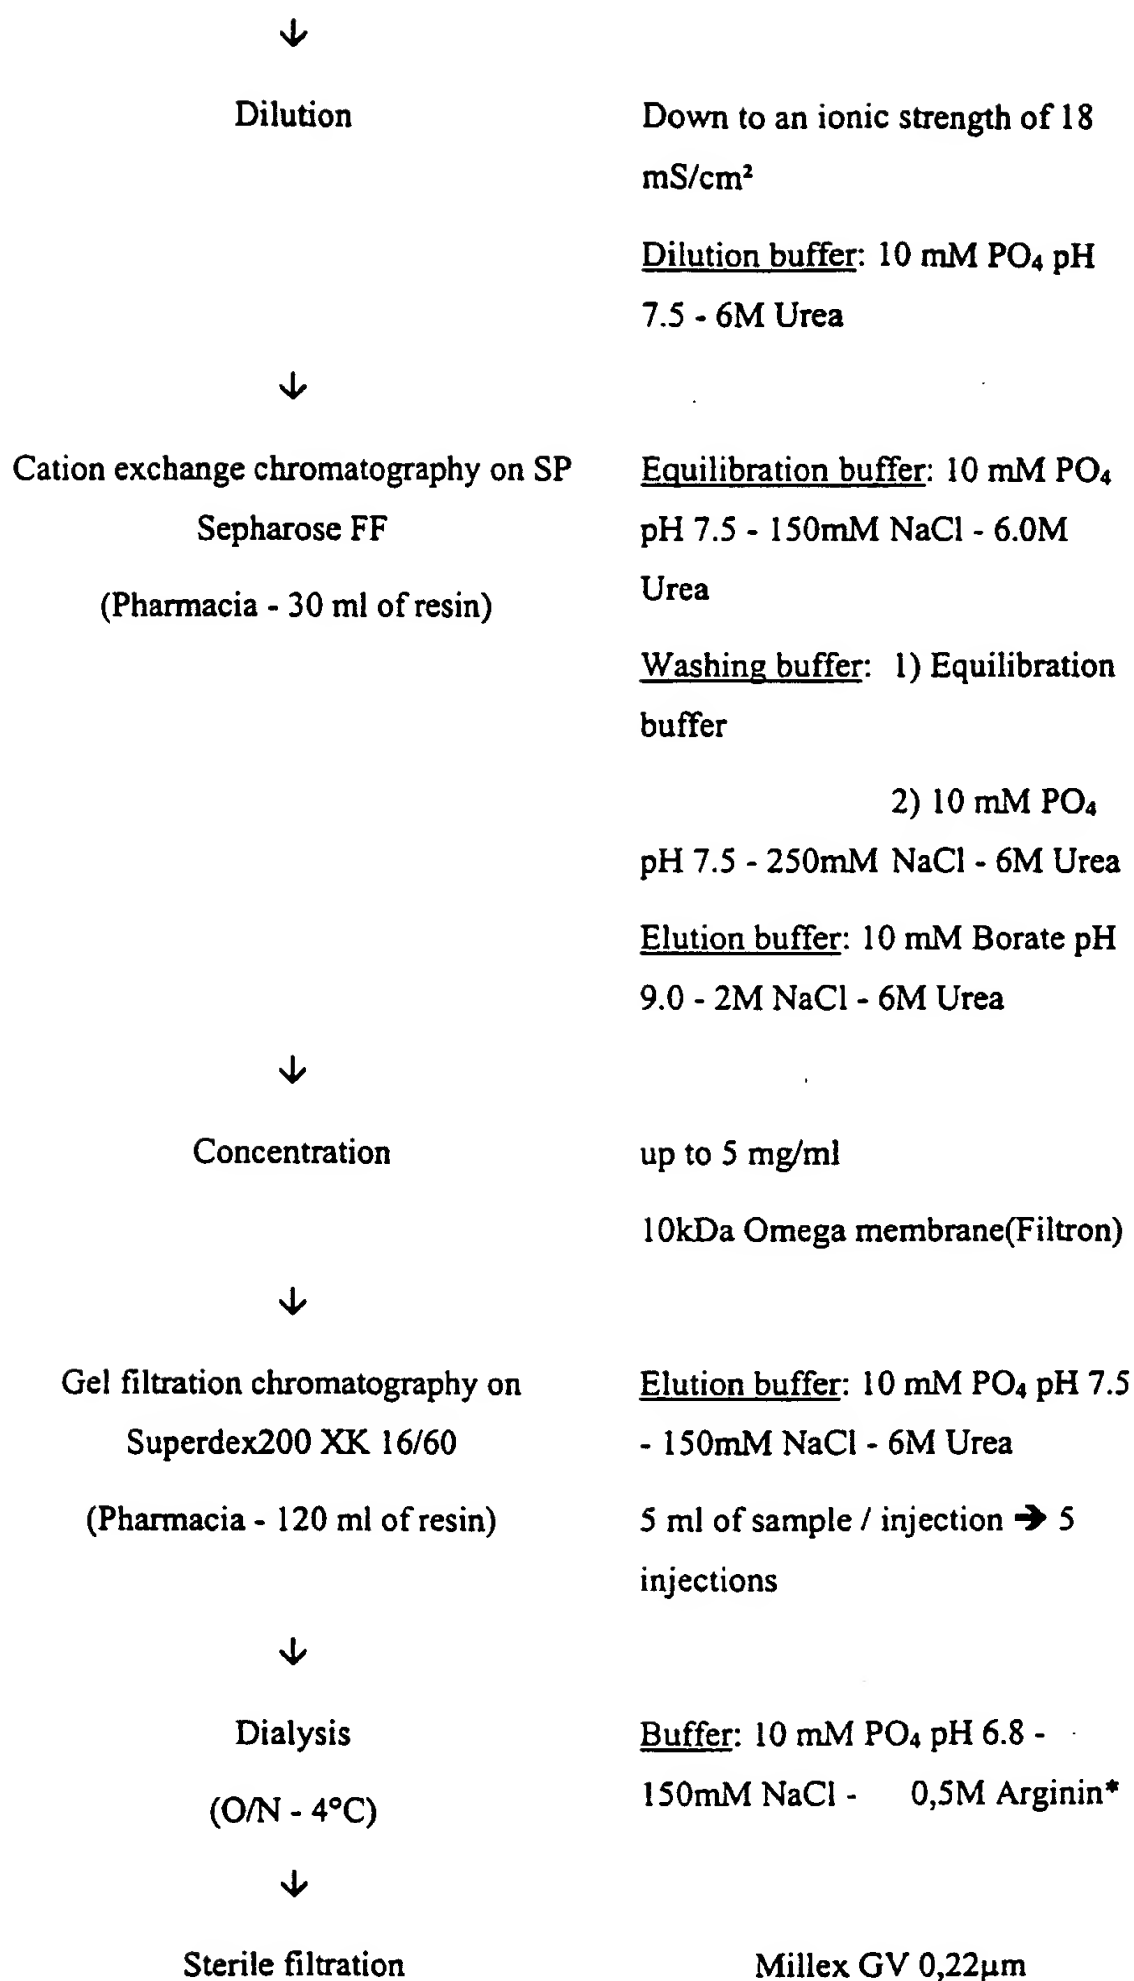 ↓
Dilution
Down to an ionic strength of 18
mS/cm²
Dilution buffer: 10 mM PO₄ pH
7.5 - 6M Urea
↓
Cation exchange chromatography on SP
Sepharose FF
(Pharmacia - 30 ml of resin)
Equilibration buffer: 10 mM PO₄
pH 7.5 - 150mM NaCl - 6.0M
Urea
Washing buffer: 1) Equilibration
buffer
2) 10 mM PO₄
pH 7.5 - 250mM NaCl - 6M Urea
Elution buffer: 10 mM Borate pH
9.0 - 2M NaCl - 6M Urea
↓
Concentration
up to 5 mg/ml
10kDa Omega membrane(Filtron)
↓
Gel filtration chromatography on
Superdex200 XK 16/60
(Pharmacia - 120 ml of resin)
Elution buffer: 10 mM PO₄ pH 7.5
- 150mM NaCl - 6M Urea
5 ml of sample / injection ➔ 5
injections
↓
Dialysis
(O/N - 4°C)
Buffer: 10 mM PO₄ pH 6.8 -
150mM NaCl - 0,5M Arginin*
↓
Sterile filtration
Millex GV 0,22µm